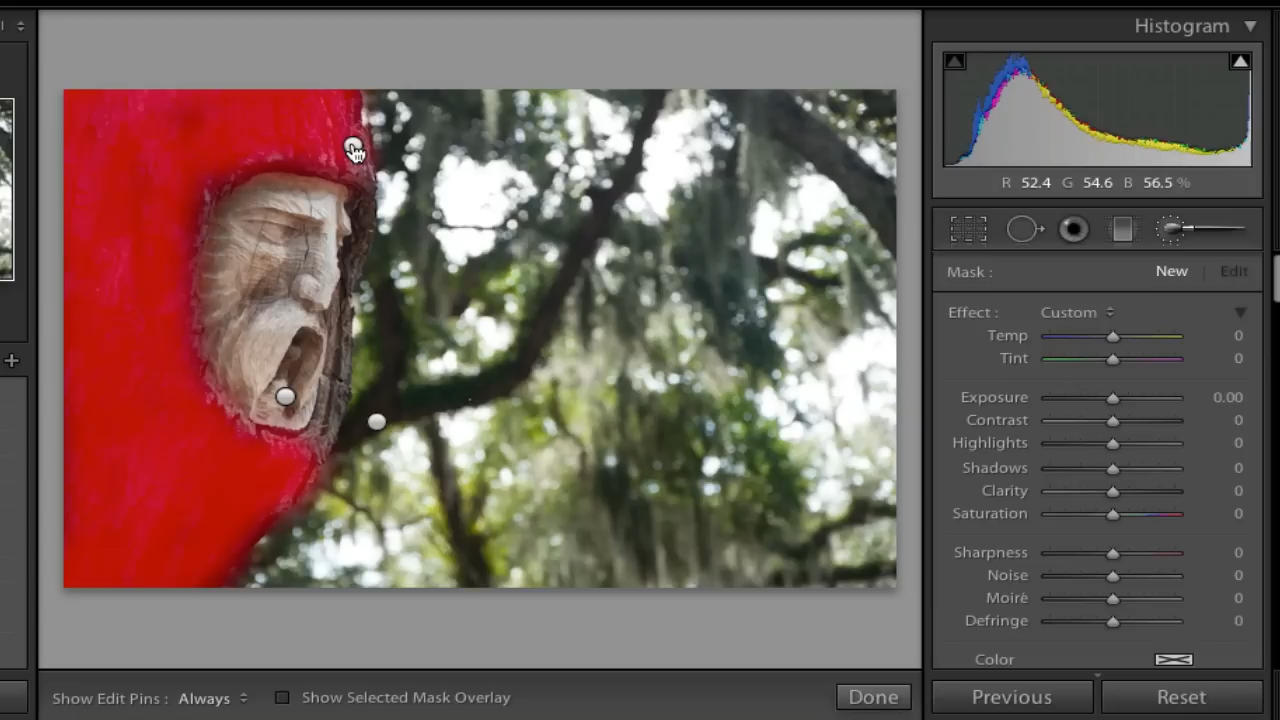 Histogram
R 52.4 G 54.6 B 56.5 %
Mask : New | Edit
Effect : Custom
Temp 0
Tint 0
Exposure 0.00
Contrast 0
Highlights 0
Shadows 0
Clarity 0
Saturation 0
Sharpness 0
Noise 0
Moiré 0
Defringe 0
Color
Show Edit Pins : Always Show Selected Mask Overlay Done Previous Reset